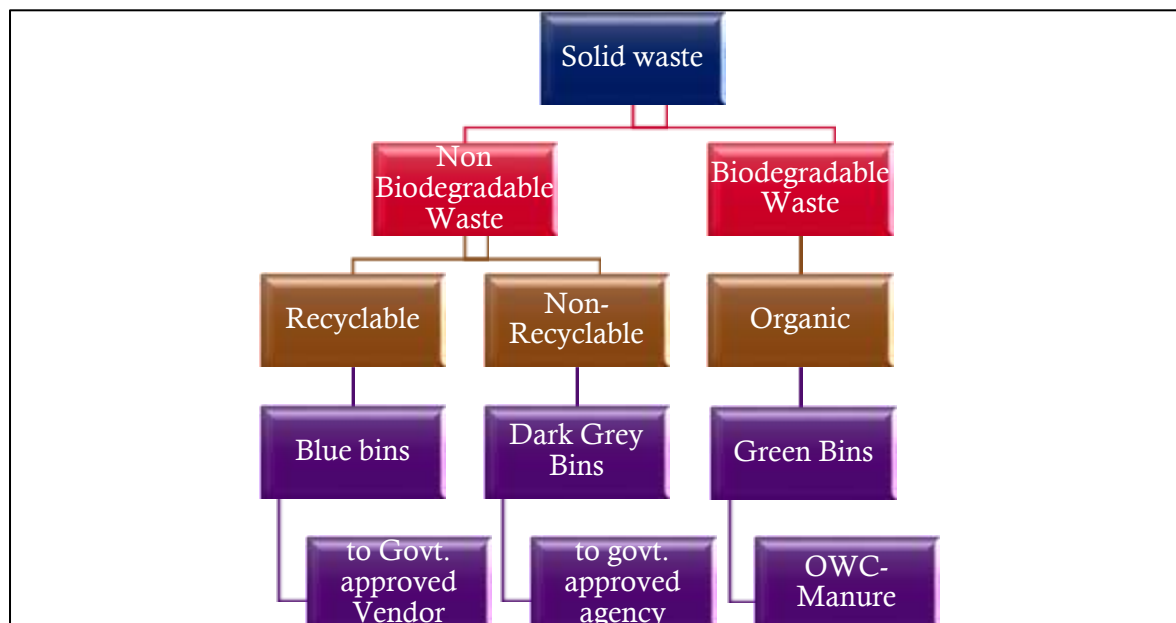 Solid waste
Non
Biodegradable
Waste
Biodegradable
Waste
Recyclable
Non-
Recyclable
Organic
Blue bins
Dark Grey
Bins
Green Bins
to Govt.
approved
Vendor
to govt.
approved
agency
OWC-
Manure